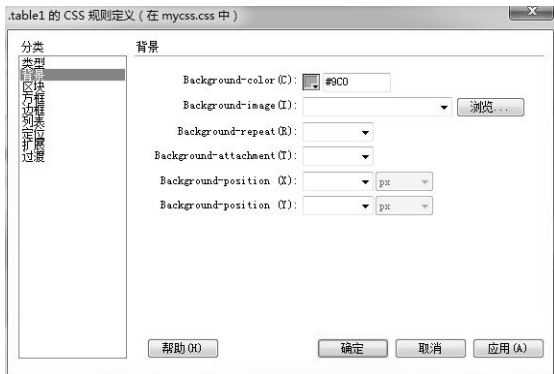 .table1 的 CSS 规则定义（在 mycss.css 中）
x
分类
背景
类型
背景
区块
方框
边框
列表
定位
扩展
过渡
Background-color(C): #9C0
Background-image(I): 浏览...
Background-repeat(R):
Background-attachment(T):
Background-position (X): px
Background-position (Y): px
帮助(H) 确定 取消 应用(A)